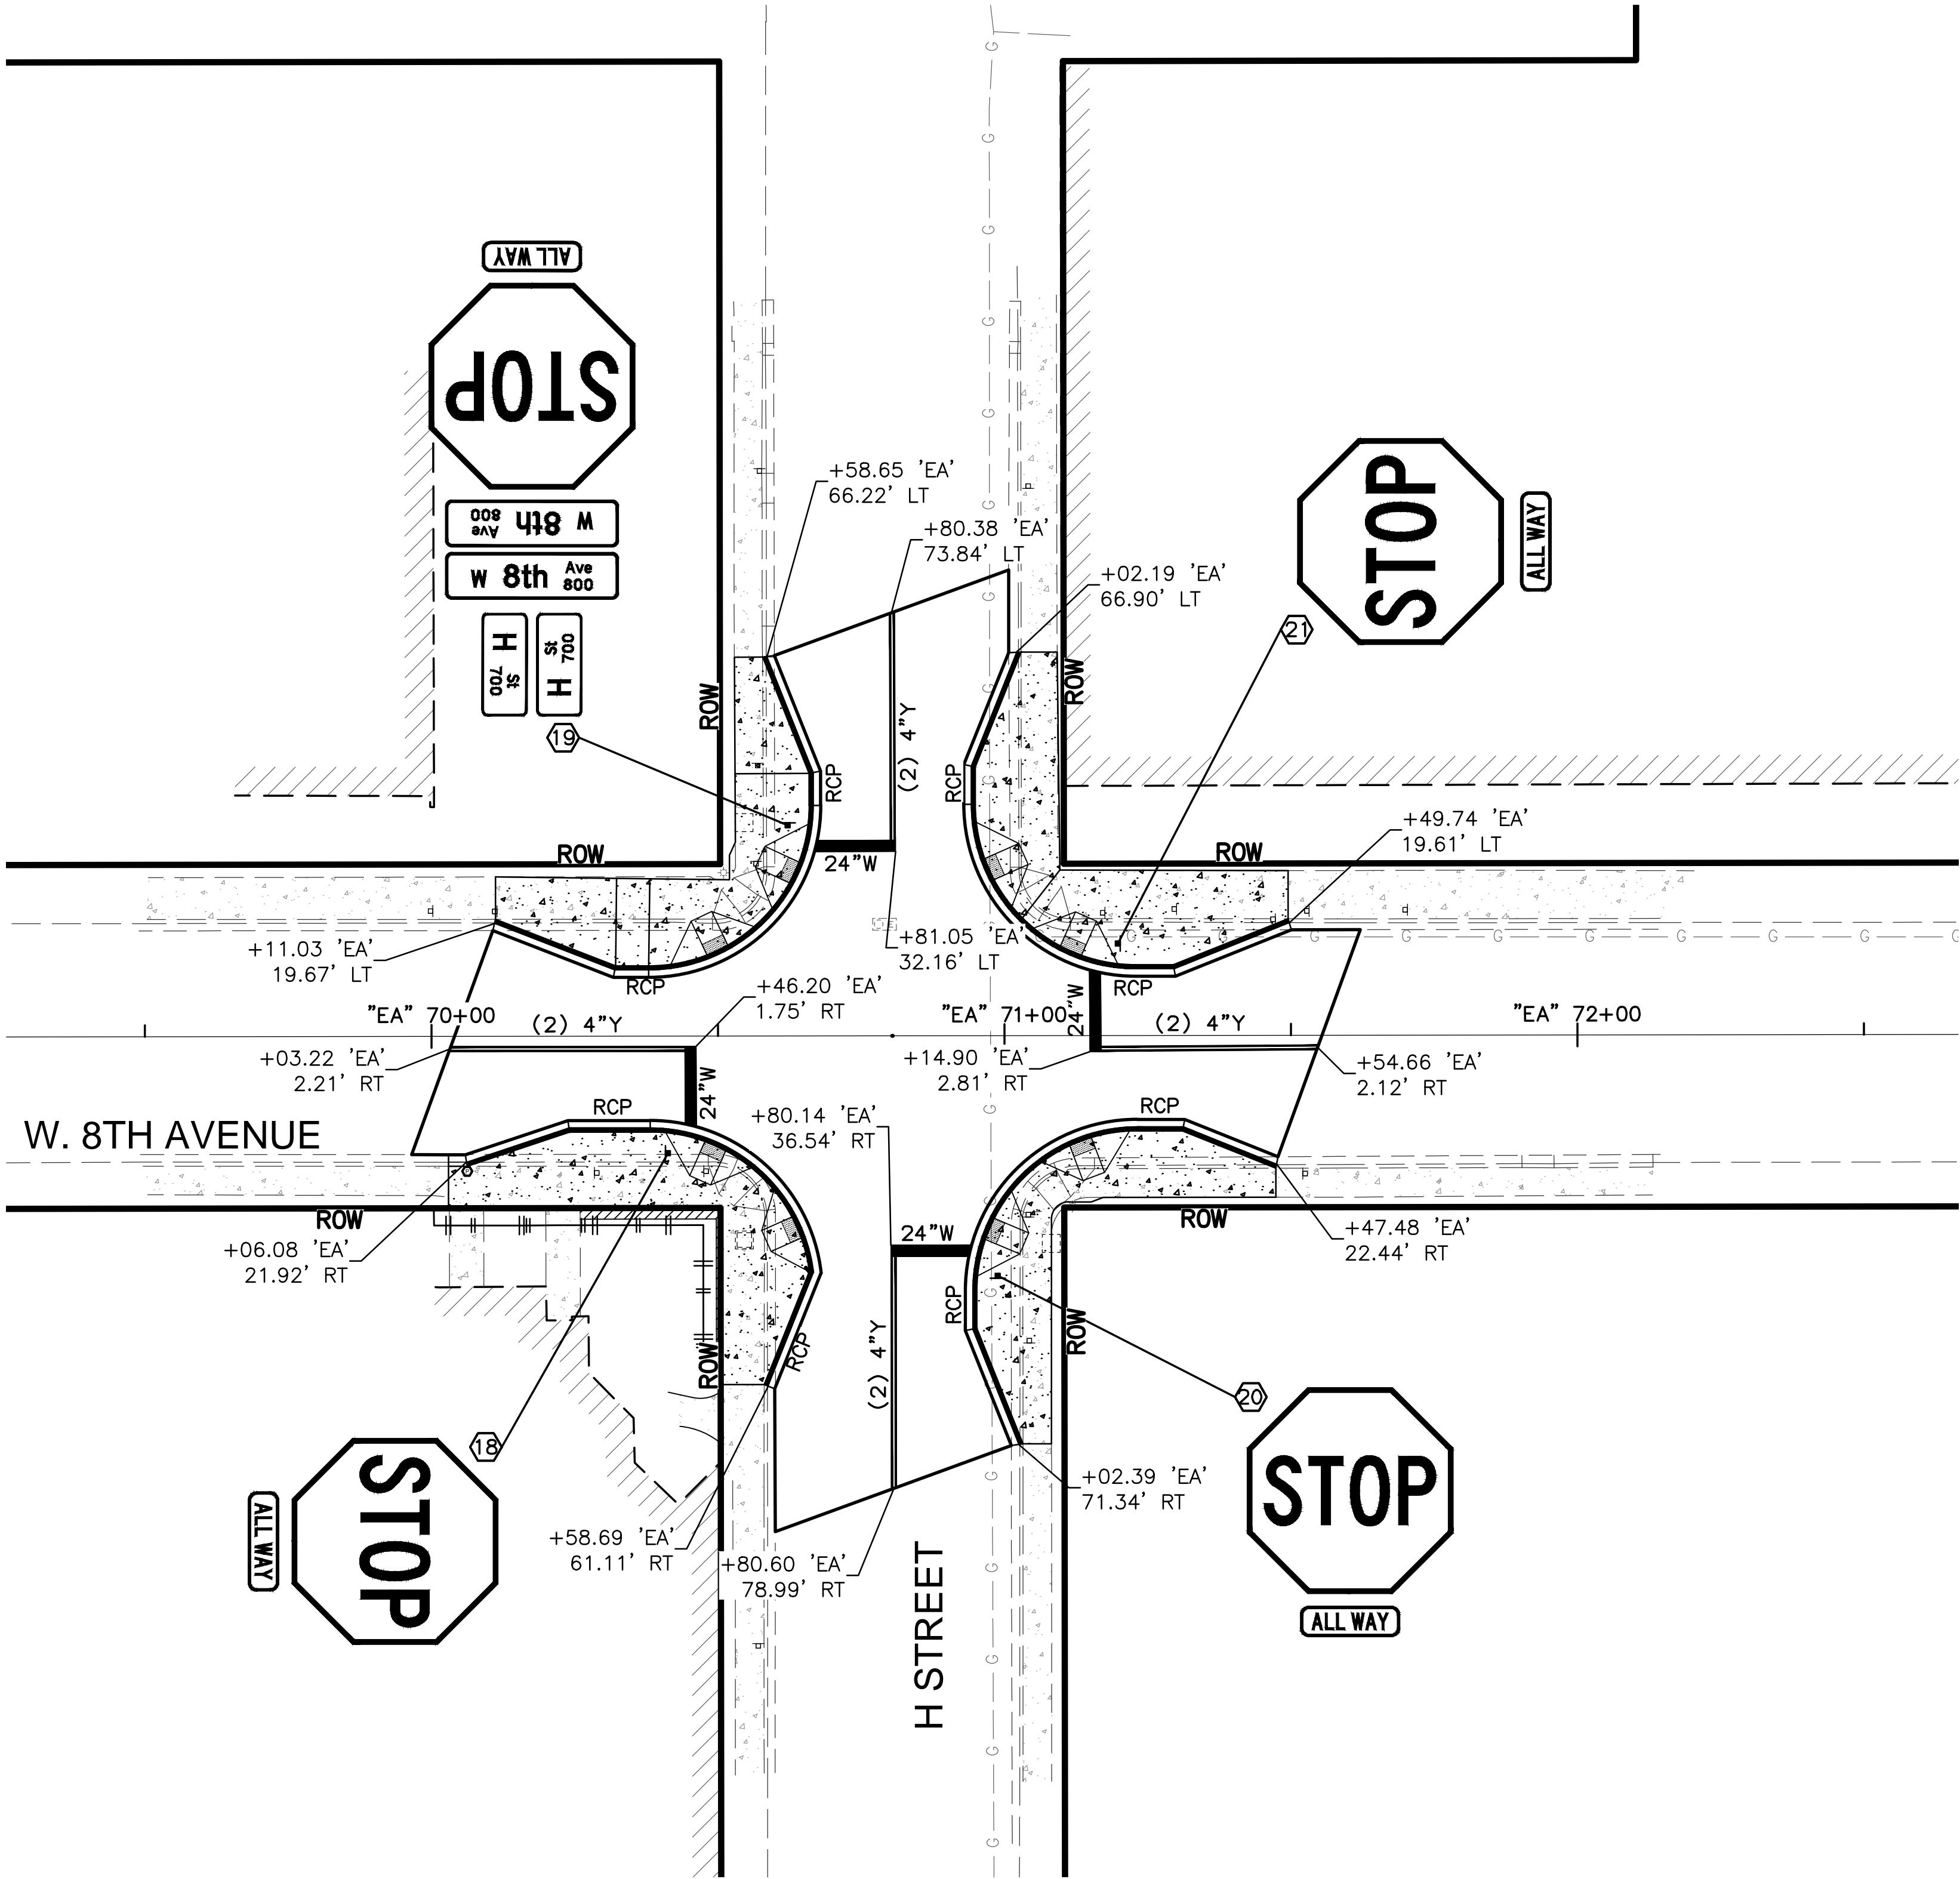 G
ALL WAY
STOP
W 8th Ave 800
W 8th Ave 800
H St 700
H St 700
19
+58.65 'EA'
66.22' LT
+80.38 'EA'
73.84' LT
+02.19 'EA'
66.90' LT
STOP
ALL WAY
21
ROW
ROW
RCP
(2) 4"Y
RCP
+49.74 'EA'
19.61' LT
ROW
24"W
ROW
+11.03 'EA'
19.67' LT
+81.05 'EA'
32.16' LT
RCP
+46.20 'EA'
1.75' RT
RCP
24"W
"EA" 70+00
(2) 4"Y
"EA" 71+00
(2) 4"Y
"EA" 72+00
+03.22 'EA'
2.21' RT
+14.90 'EA'
2.81' RT
+54.66 'EA'
2.12' RT
24"W
RCP
+80.14 'EA'
36.54' RT
RCP
W. 8TH AVENUE
ROW
24"W
ROW
+06.08 'EA'
21.92' RT
+47.48 'EA'
22.44' RT
RCP
ROW
ROW
RCP
(2) 4"Y
18
20
STOP
ALL WAY
STOP
ALL WAY
+02.39 'EA'
71.34' RT
+58.69 'EA'
61.11' RT
+80.60 'EA'
78.99' RT
H STREET
G G G G G G G G G